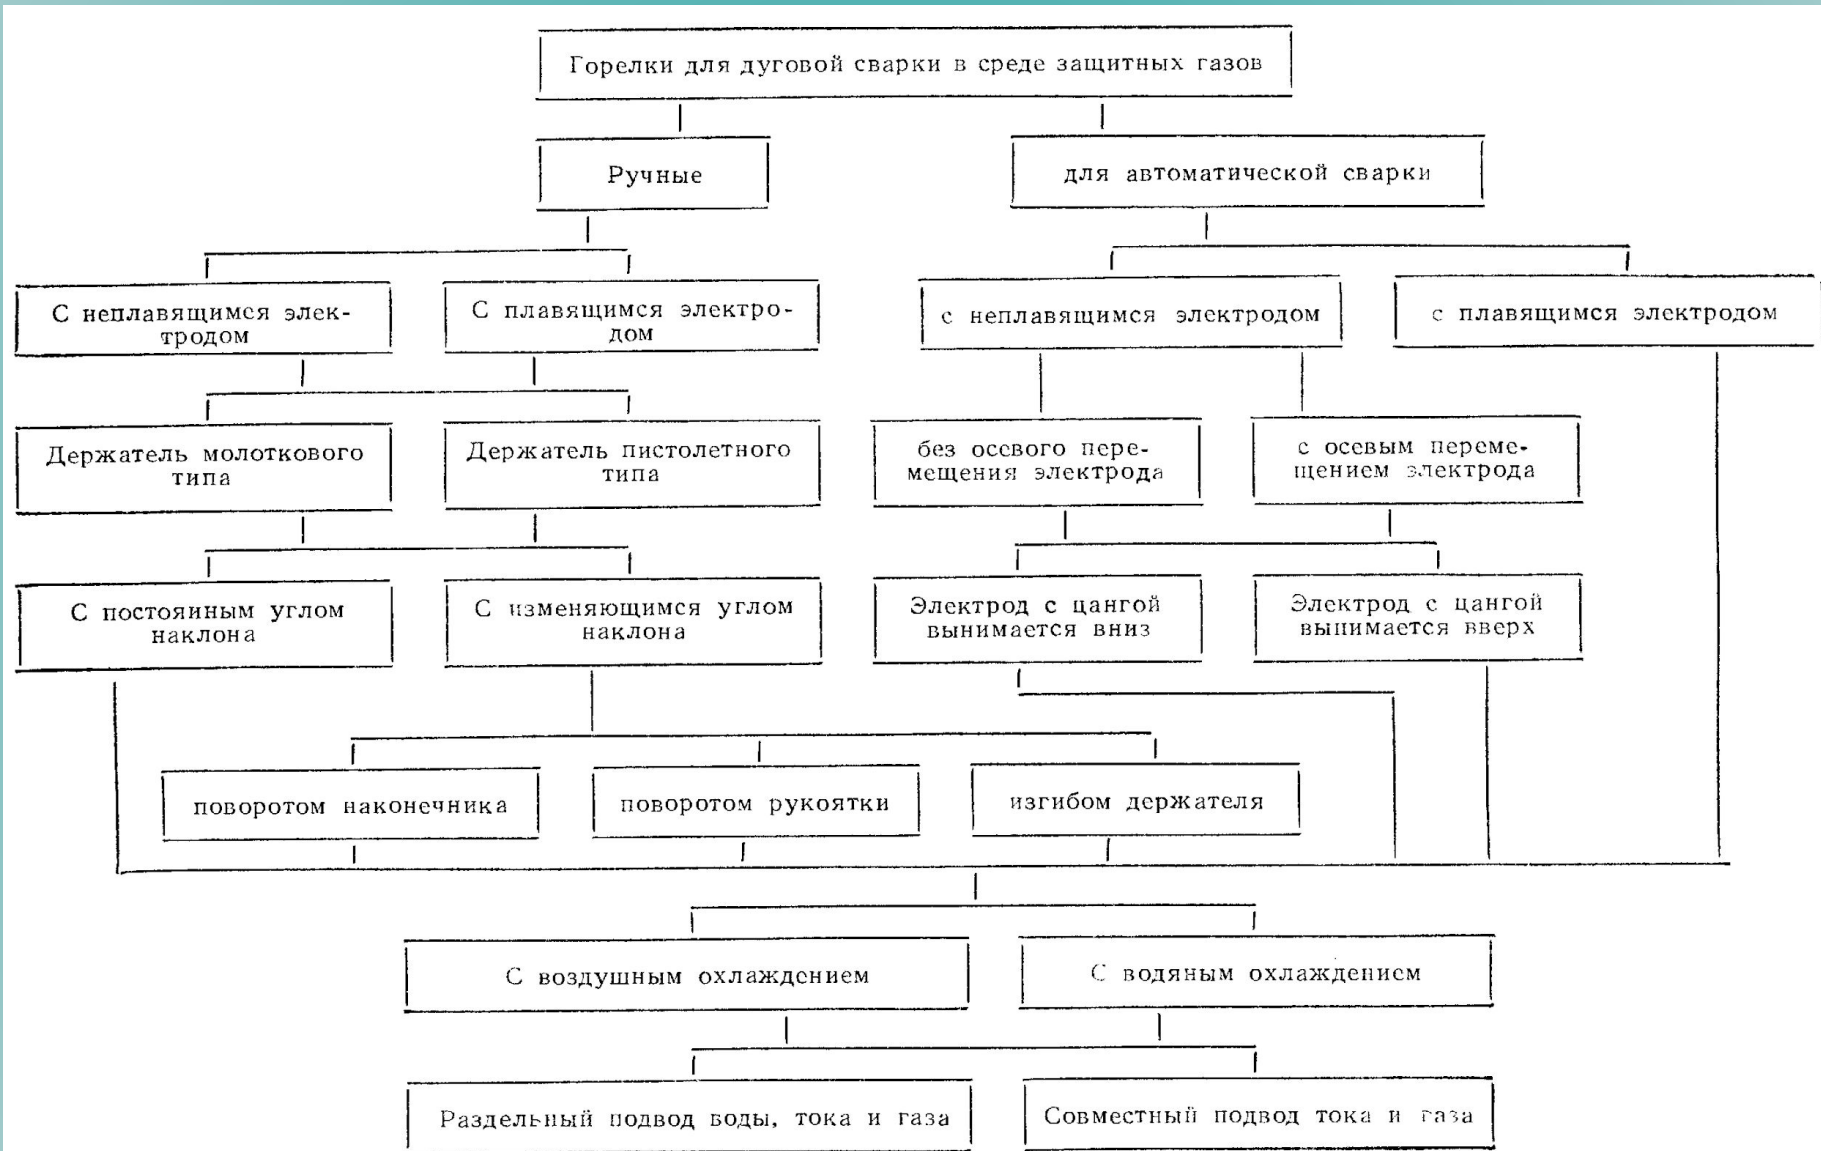 Горелки для дуговой сварки в среде защитных газов
Ручные
для автоматической сварки
С неплавящимся элек-
тродом
С плавящимся электро-
дом
с неплавящимся электродом
с плавящимся электродом
Держатель молоткового
типа
Держатель пистолетного
типа
без осевого пере-
мещения электрода
с осевым переме-
щением электрода
С постоянным углом
наклона
С изменяющимся углом
наклона
Электрод с цангой
вынимается вниз
Электрод с цангой
вынимается вверх
поворотом наконечника
поворотом рукоятки
изгибом держателя
С воздушным охлаждением
С водяным охлаждением
Раздельный подвод воды, тока и газа
Совместный подвод тока и газа